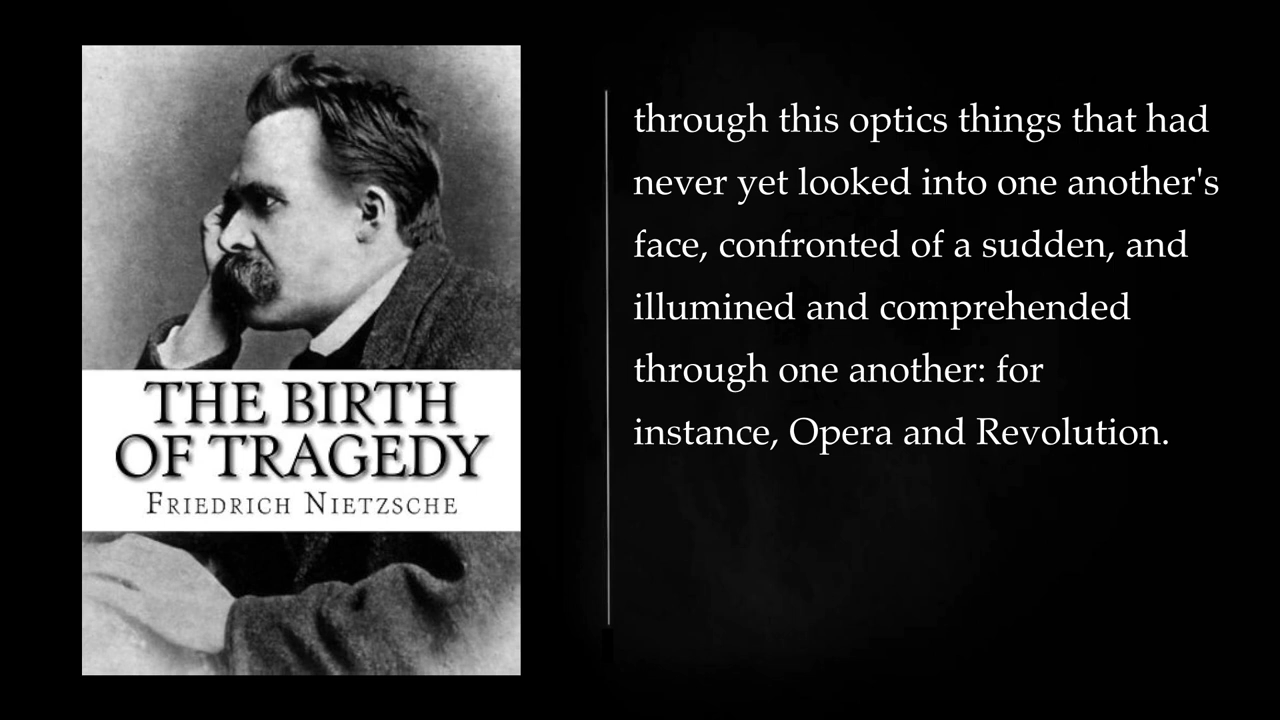 THE BIRTH
OF TRAGEDY
FRIEDRICH NIETZSCHE
through this optics things that had
never yet looked into one another's
face, confronted of a sudden, and
illumined and comprehended
through one another: for
instance, Opera and Revolution.